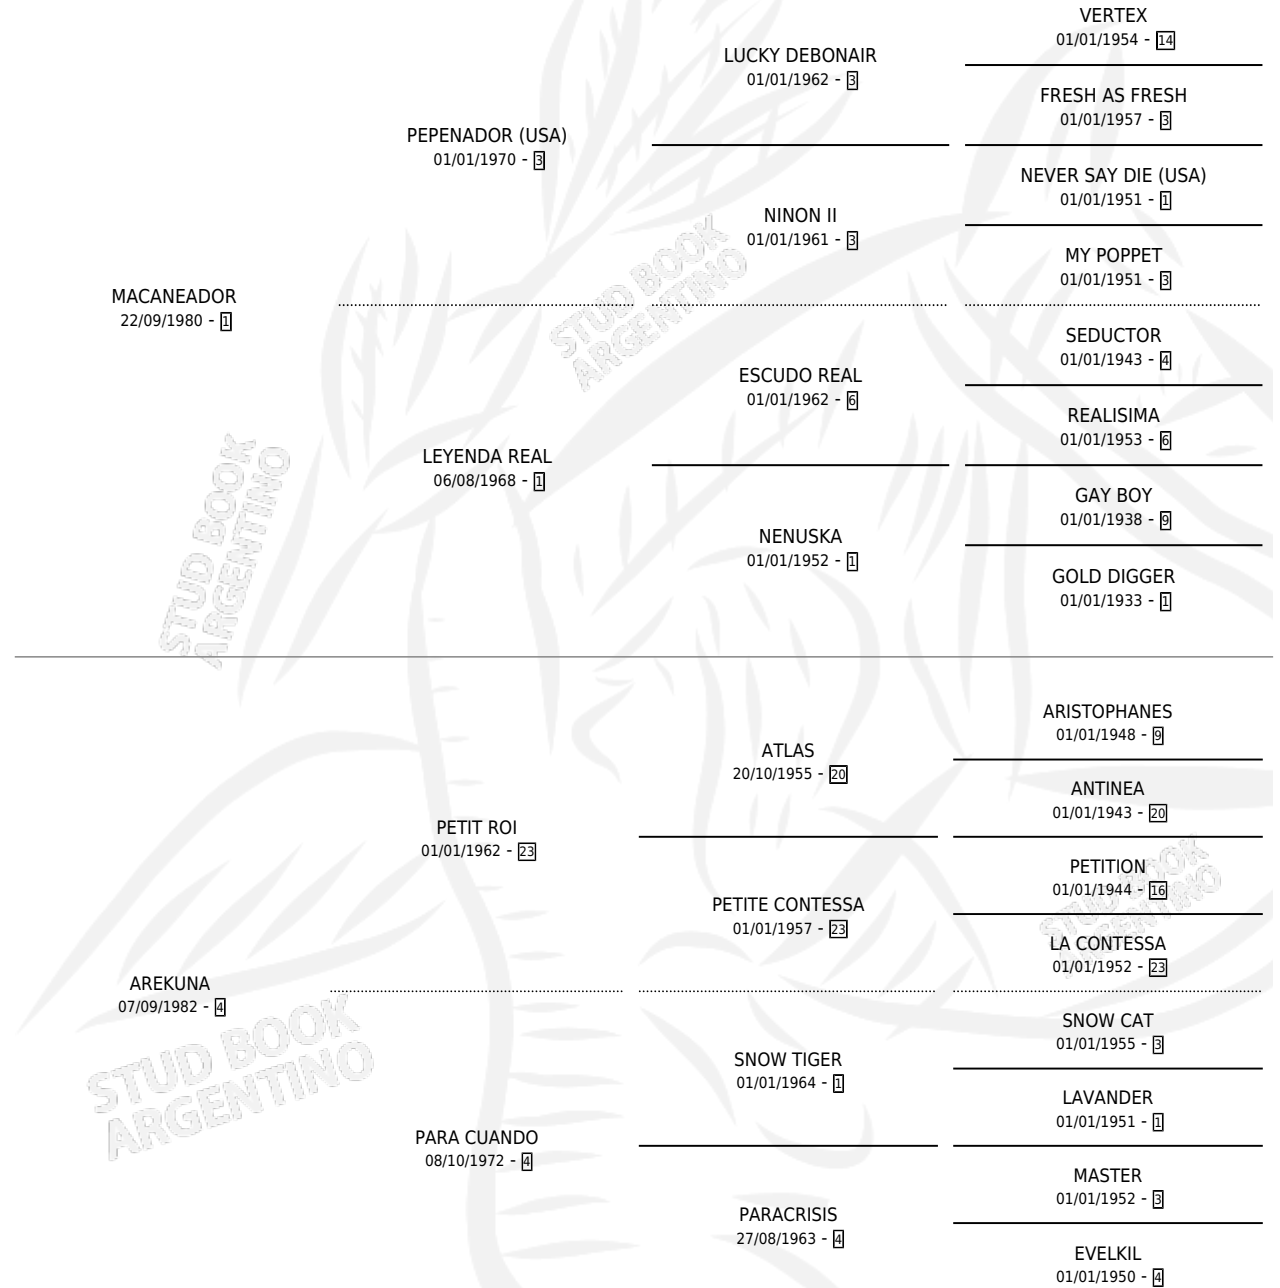 VERTEX
01/01/1954 - 14
LUCKY DEBONAIR
01/01/1962 - 3
FRESH AS FRESH
01/01/1957 - 3
PEPENADOR (USA)
01/01/1970 - 3
NEVER SAY DIE (USA)
01/01/1951 - 1
NINON II
01/01/1961 - 3
MY POPPET
01/01/1951 - 3
MACANEADOR
22/09/1980 - 1
SEDUCTOR
01/01/1943 - 4
ESCUDO REAL
01/01/1962 - 6
REALISIMA
01/01/1953 - 6
LEYENDA REAL
06/08/1968 - 1
GAY BOY
01/01/1938 - 9
NENUSKA
01/01/1952 - 1
GOLD DIGGER
01/01/1933 - 1
STUD BOOK
ARGENTINO
STUD BOOK
ARGENTINO
ARISTOPHANES
01/01/1948 - 9
ATLAS
20/10/1955 - 20
ANTINEA
01/01/1943 - 20
PETIT ROI
01/01/1962 - 23
PETITION
01/01/1944 - 16
PETITE CONTESSA
01/01/1957 - 23
LA CONTESSA
01/01/1952 - 23
AREKUNA
07/09/1982 - 4
SNOW CAT
01/01/1955 - 3
SNOW TIGER
01/01/1964 - 1
LAVANDER
01/01/1951 - 1
PARA CUANDO
08/10/1972 - 4
MASTER
01/01/1952 - 3
PARACRISIS
27/08/1963 - 4
EVELKIL
01/01/1950 - 4
STUD BOOK
ARGENTINO
STUD BOOK
ARGENTINO